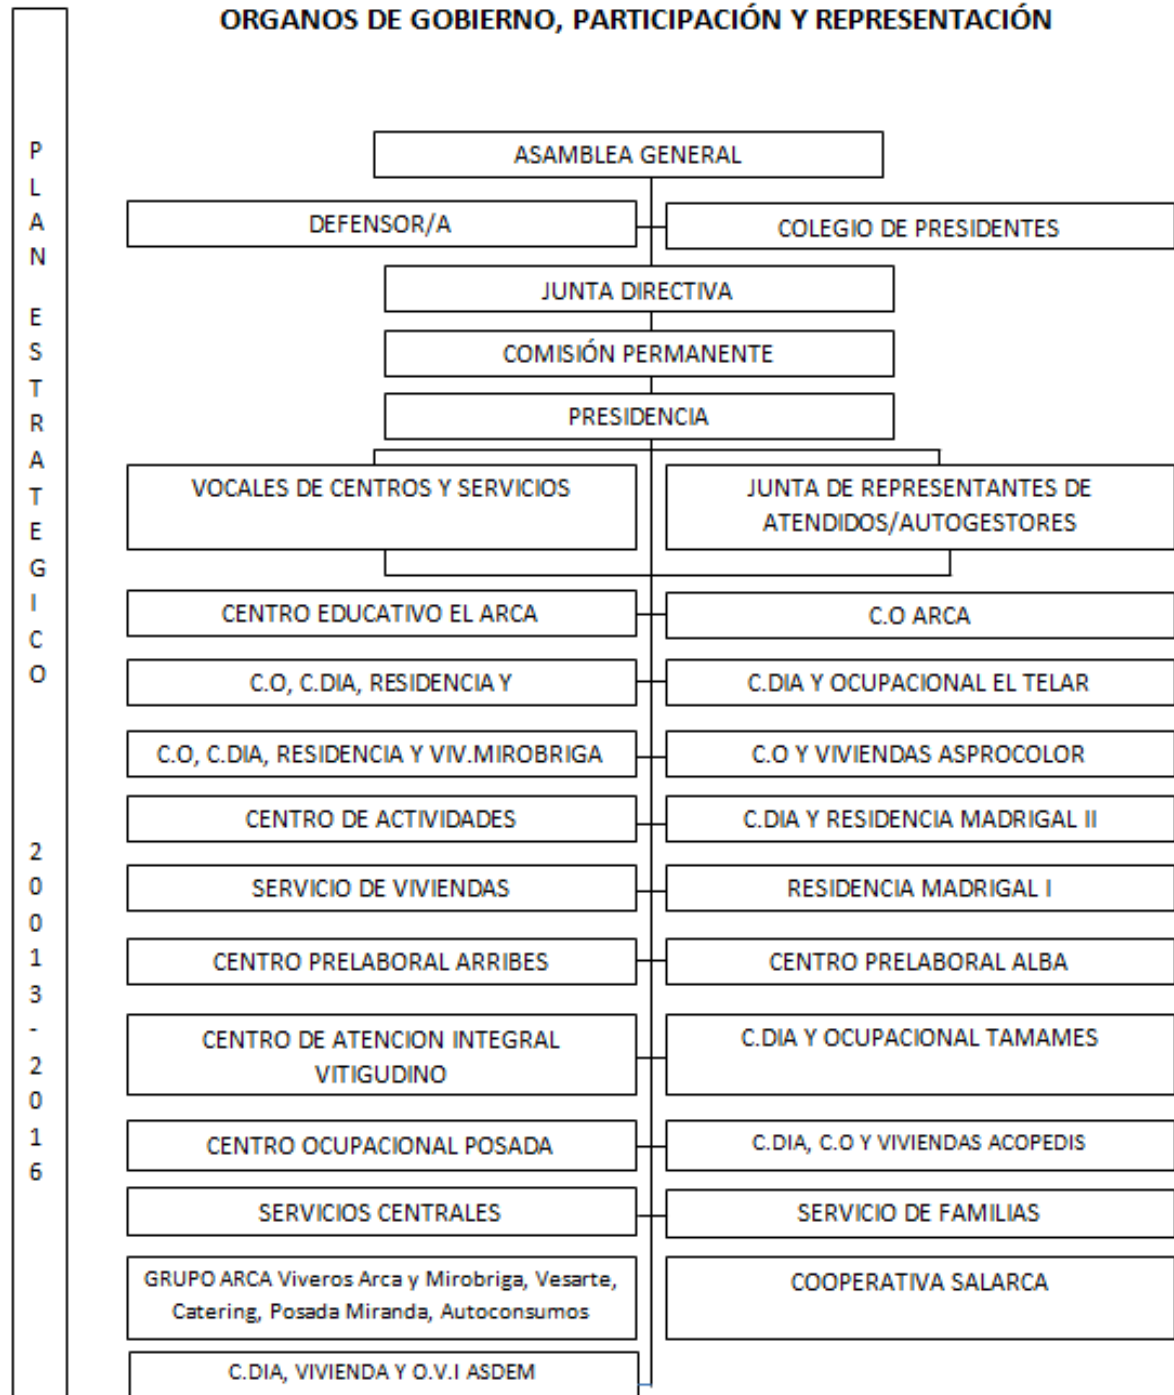 ORGANOS DE GOBIERNO, PARTICIPACIÓN Y REPRESENTACIÓN
PLAN ESTRATEGICO 20013-2016
ASAMBLEA GENERAL
DEFENSOR/A
COLEGIO DE PRESIDENTES
JUNTA DIRECTIVA
COMISIÓN PERMANENTE
PRESIDENCIA
VOCALES DE CENTROS Y SERVICIOS
JUNTA DE REPRESENTANTES DE
ATENDIDOS/AUTOGESTORES
CENTRO EDUCATIVO EL ARCA
C.O ARCA
C.O, C.DIA, RESIDENCIA Y
C.DIA Y OCUPACIONAL EL TELAR
C.O, C.DIA, RESIDENCIA Y VIV.MIROBRIGA
C.O Y VIVIENDAS ASPROCOLOR
CENTRO DE ACTIVIDADES
C.DIA Y RESIDENCIA MADRIGAL II
SERVICIO DE VIVIENDAS
RESIDENCIA MADRIGAL I
CENTRO PRELABORAL ARRIBES
CENTRO PRELABORAL ALBA
CENTRO DE ATENCION INTEGRAL
VITIGUDINO
C.DIA Y OCUPACIONAL TAMAMES
CENTRO OCUPACIONAL POSADA
C.DIA, C.O Y VIVIENDAS ACOPEDIS
SERVICIOS CENTRALES
SERVICIO DE FAMILIAS
GRUPO ARCA Viveros Arca y Mirobriga, Vesarte,
Catering, Posada Miranda, Autoconsumos
COOPERATIVA SALARCA
C.DIA, VIVIENDA Y O.V.I ASDEM